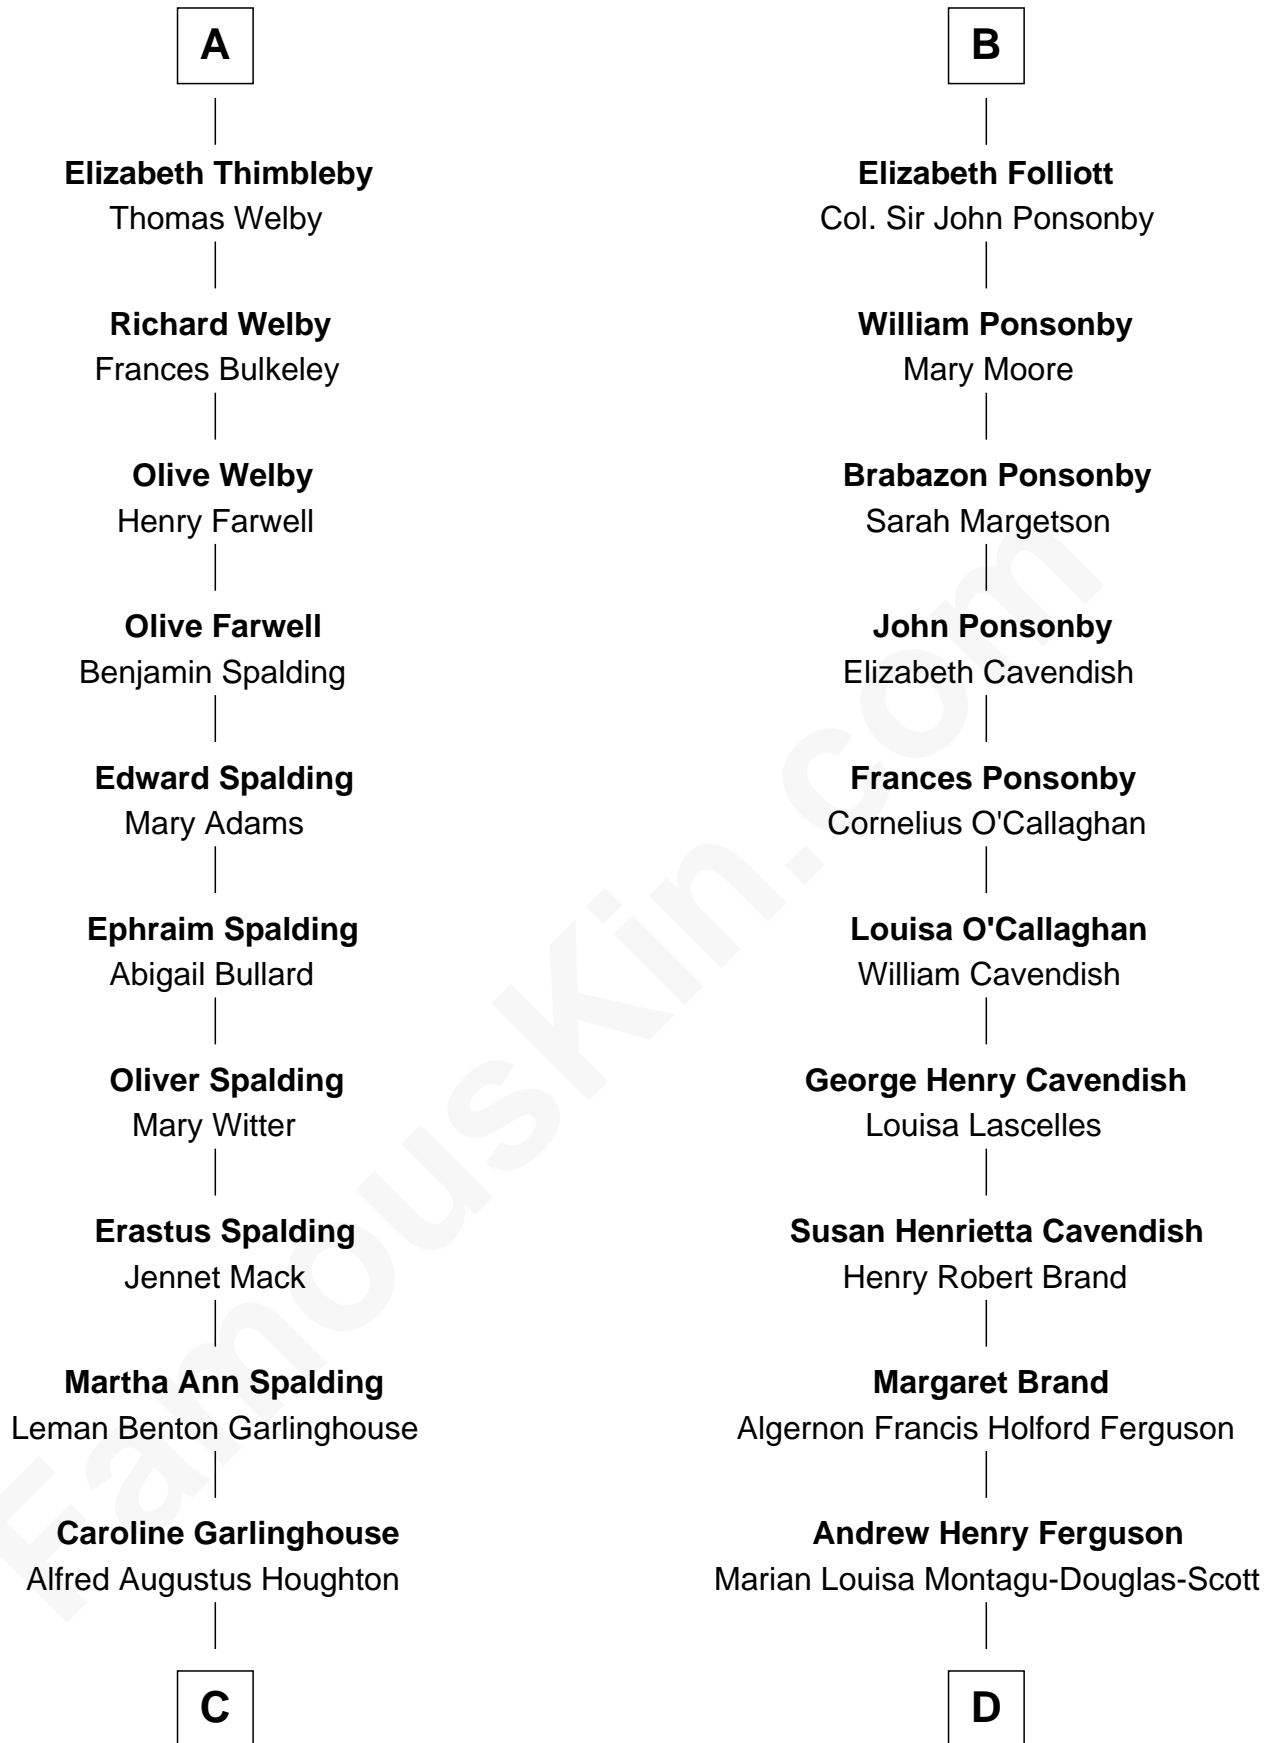 A
Elizabeth Thimbleby
Thomas Welby
Richard Welby
Frances Bulkeley
Olive Welby
Henry Farwell
Olive Farwell
Benjamin Spalding
Edward Spalding
Mary Adams
Ephraim Spalding
Abigail Bullard
Oliver Spalding
Mary Witter
Erastus Spalding
Jennet Mack
Martha Ann Spalding
Leman Benton Garlinghouse
Caroline Garlinghouse
Alfred Augustus Houghton
C
B
Elizabeth Folliott
Col. Sir John Ponsonby
William Ponsonby
Mary Moore
Brabazon Ponsonby
Sarah Margetson
John Ponsonby
Elizabeth Cavendish
Frances Ponsonby
Cornelius O'Callaghan
Louisa O'Callaghan
William Cavendish
George Henry Cavendish
Louisa Lascelles
Susan Henrietta Cavendish
Henry Robert Brand
Margaret Brand
Algernon Francis Holford Ferguson
Andrew Henry Ferguson
Marian Louisa Montagu-Douglas-Scott
D
FamousKin.com